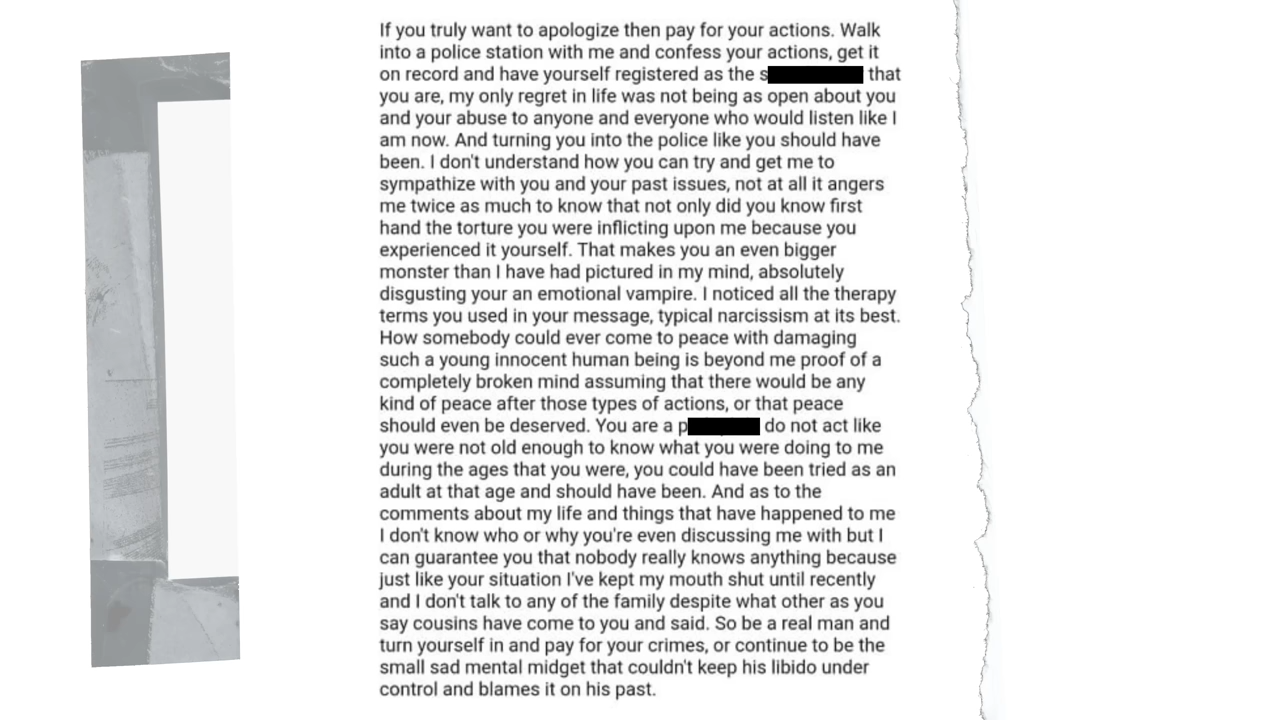 If you truly want to apologize then pay for your actions. Walk
into a police station with me and confess your actions, get it
on record and have yourself registered as the s that
you are, my only regret in life was not being as open about you
and your abuse to anyone and everyone who would listen like I
am now. And turning you into the police like you should have
been. I don't understand how you can try and get me to
sympathize with you and your past issues, not at all it angers
me twice as much to know that not only did you know first
hand the torture you were inflicting upon me because you
experienced it yourself. That makes you an even bigger
monster than I have had pictured in my mind, absolutely
disgusting your an emotional vampire. I noticed all the therapy
terms you used in your message, typical narcissism at its best.
How somebody could ever come to peace with damaging
such a young innocent human being is beyond me proof of a
completely broken mind assuming that there would be any
kind of peace after those types of actions, or that peace
should even be deserved. You are a p do not act like
you were not old enough to know what you were doing to me
during the ages that you were, you could have been tried as an
adult at that age and should have been. And as to the
comments about my life and things that have happened to me
I don't know who or why you're even discussing me with but I
can guarantee you that nobody really knows anything because
just like your situation I've kept my mouth shut until recently
and I don't talk to any of the family despite what other as you
say cousins have come to you and said. So be a real man and
turn yourself in and pay for your crimes, or continue to be the
small sad mental midget that couldn't keep his libido under
control and blames it on his past.